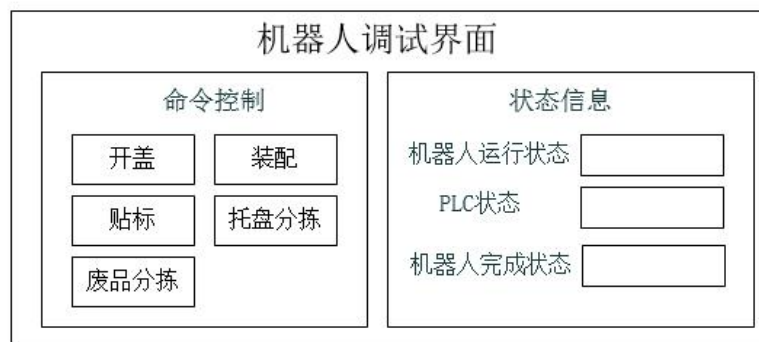 机器人调试界面
命令控制
开盖 装配
贴标 托盘分拣
废品分拣
状态信息
机器人运行状态
PLC状态
机器人完成状态